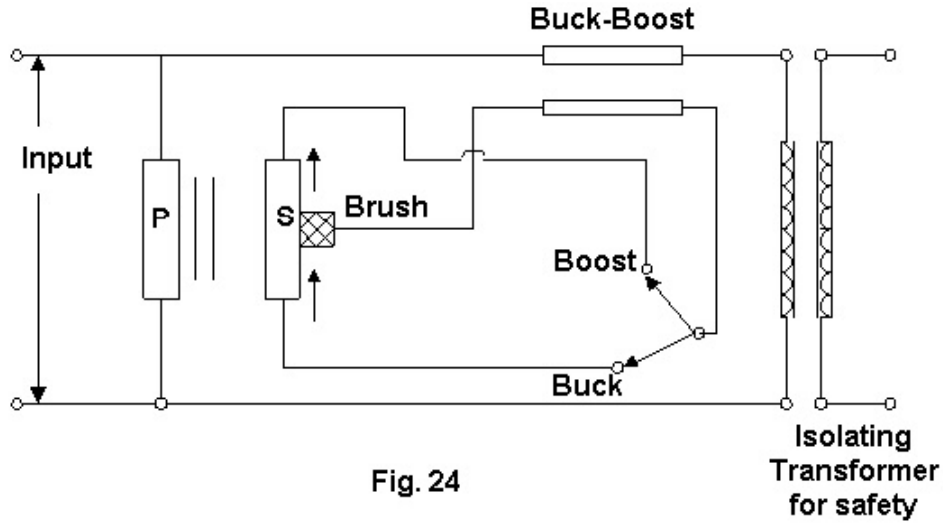 Buck-Boost
Input
P
S
Brush
Boost
Buck
Isolating
Transformer
for safety
Fig. 24